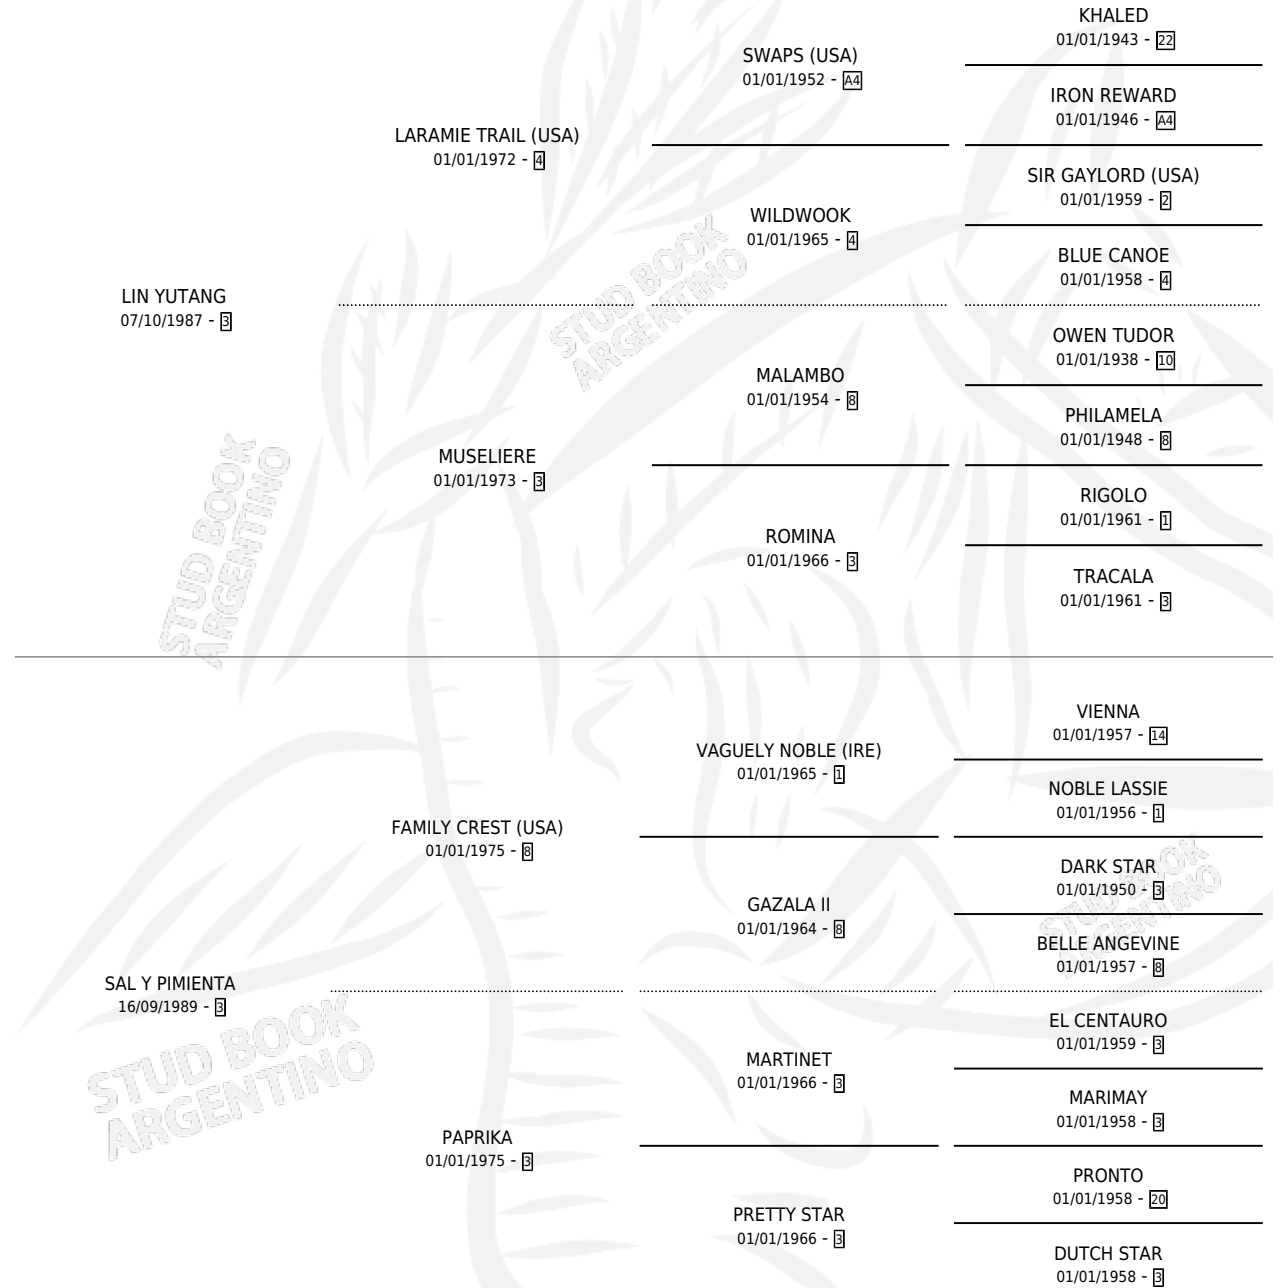 KHALED
01/01/1943 - 22
SWAPS (USA)
01/01/1952 - A4
IRON REWARD
01/01/1946 - A4
LARAMIE TRAIL (USA)
01/01/1972 - 4
SIR GAYLORD (USA)
01/01/1959 - 2
WILDWOOK
01/01/1965 - 4
BLUE CANOE
01/01/1958 - 4
LIN YUTANG
07/10/1987 - 3
STUD BOOK
ARGENTINO
OWEN TUDOR
01/01/1938 - 10
MALAMBO
01/01/1954 - 8
PHILAMELA
01/01/1948 - 8
MUSELIERE
01/01/1973 - 3
RIGOLO
01/01/1961 - 1
ROMINA
01/01/1966 - 3
TRACALA
01/01/1961 - 3
STUD BOOK
ARGENTINO
VIENNA
01/01/1957 - 14
VAGUELY NOBLE (IRE)
01/01/1965 - 1
NOBLE LASSIE
01/01/1956 - 1
FAMILY CREST (USA)
01/01/1975 - 8
DARK STAR
01/01/1950 - 3
GAZALA II
01/01/1964 - 8
BELLE ANGEVINE
01/01/1957 - 8
STUD BOOK
ARGENTINO
SAL Y PIMIENTA
16/09/1989 - 3
EL CENTAURO
01/01/1959 - 3
MARTINET
01/01/1966 - 3
MARIMAY
01/01/1958 - 3
STUD BOOK
ARGENTINO
PAPRIKA
01/01/1975 - 3
PRONTO
01/01/1958 - 20
PRETTY STAR
01/01/1966 - 3
DUTCH STAR
01/01/1958 - 3